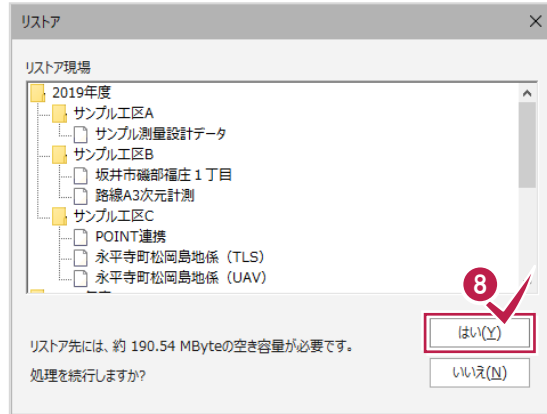 リストア
リストア現場
2019年度
サンプル工区A
サンプル測量設計データ
サンプル工区B
坂井市磯部福庄１丁目
路線A3次元計測
サンプル工区C
POINT連携
永平寺町松岡島地係（TLS）
永平寺町松岡島地係（UAV）
8
はい(Y)
リストア先には、約 190.54 MByteの空き容量が必要です。
処理を続行しますか?
いいえ(N)